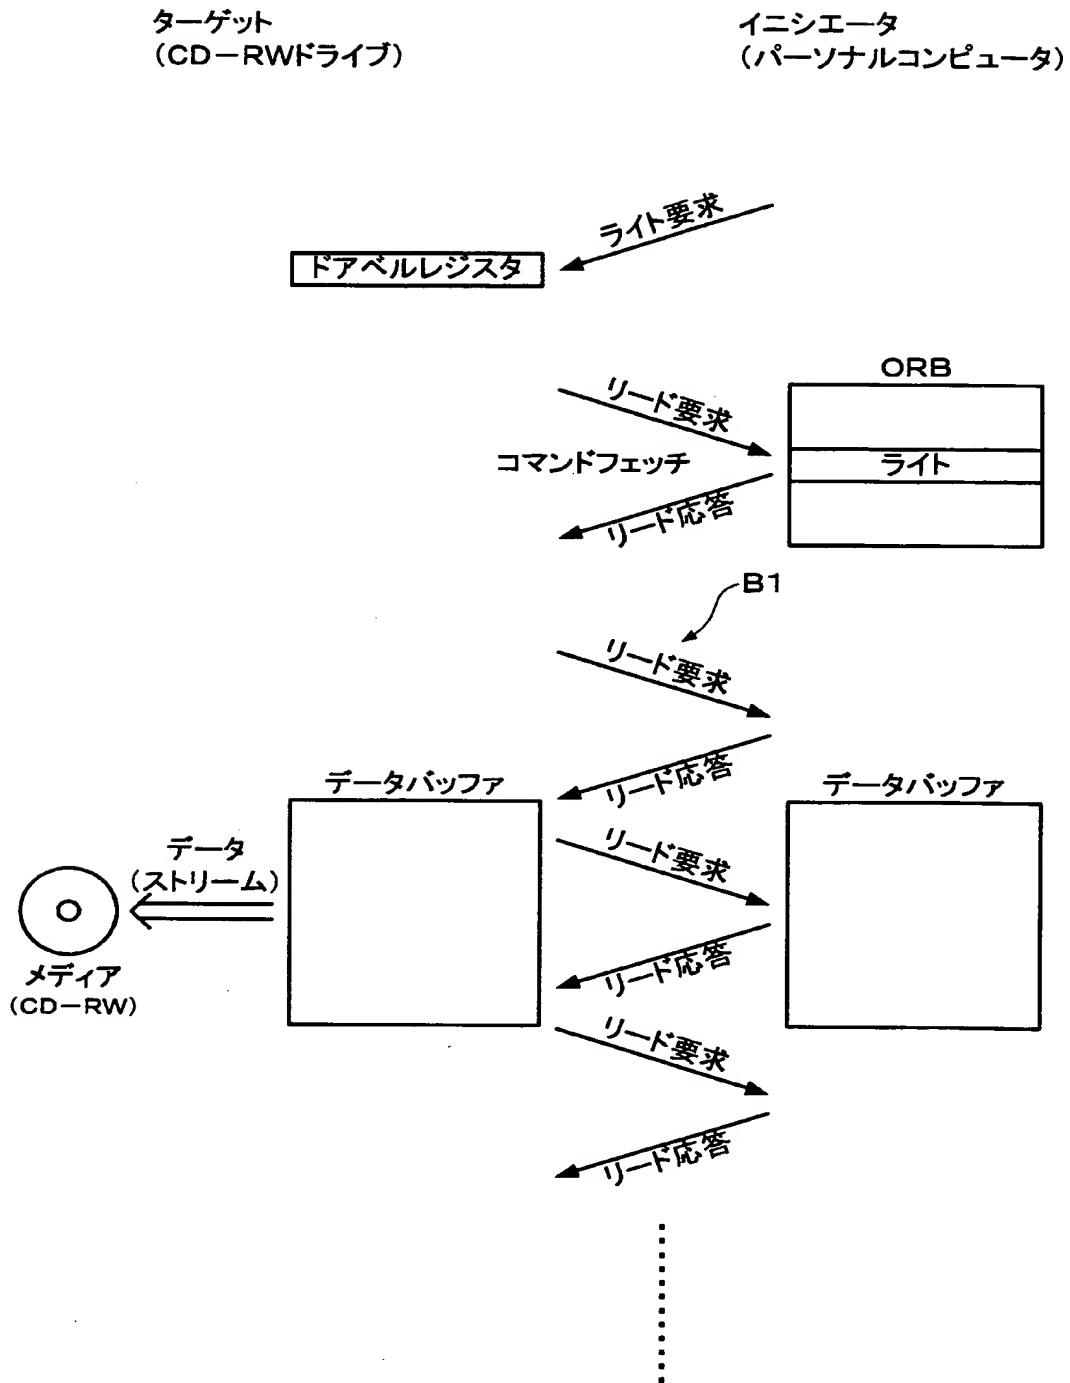 ターゲット
(CD-RWドライブ)
イニシエータ
(パーソナルコンピュータ)
ライト要求
ドアベルレジスタ
ORB
リード要求
コマンドフェッチ
ライト
リード応答
B1
リード要求
リード応答
データバッファ
データバッファ
リード要求
データ
(ストリーム)
リード応答
メディア
(CD-RW)
リード要求
リード応答